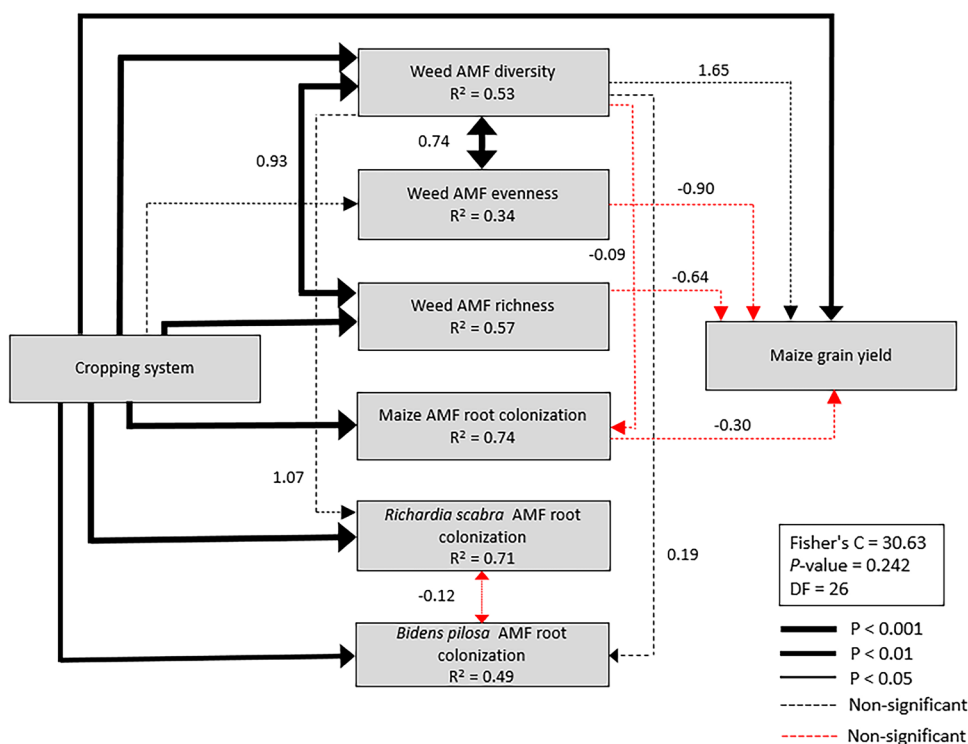 Weed AMF diversity
R² = 0.53
1.65
0.93
0.74
Weed AMF evenness
R² = 0.34
-0.90
-0.09
Weed AMF richness
R² = 0.57
-0.64
Cropping system
Maize grain yield
Maize AMF root colonization
R² = 0.74
-0.30
1.07
Richardia scabra AMF root
colonization
R² = 0.71
0.19
-0.12
Bidens pilosa AMF root
colonization
R² = 0.49
Fisher's C = 30.63
P-value = 0.242
DF = 26
P < 0.001
P < 0.01
P < 0.05
Non-significant
Non-significant